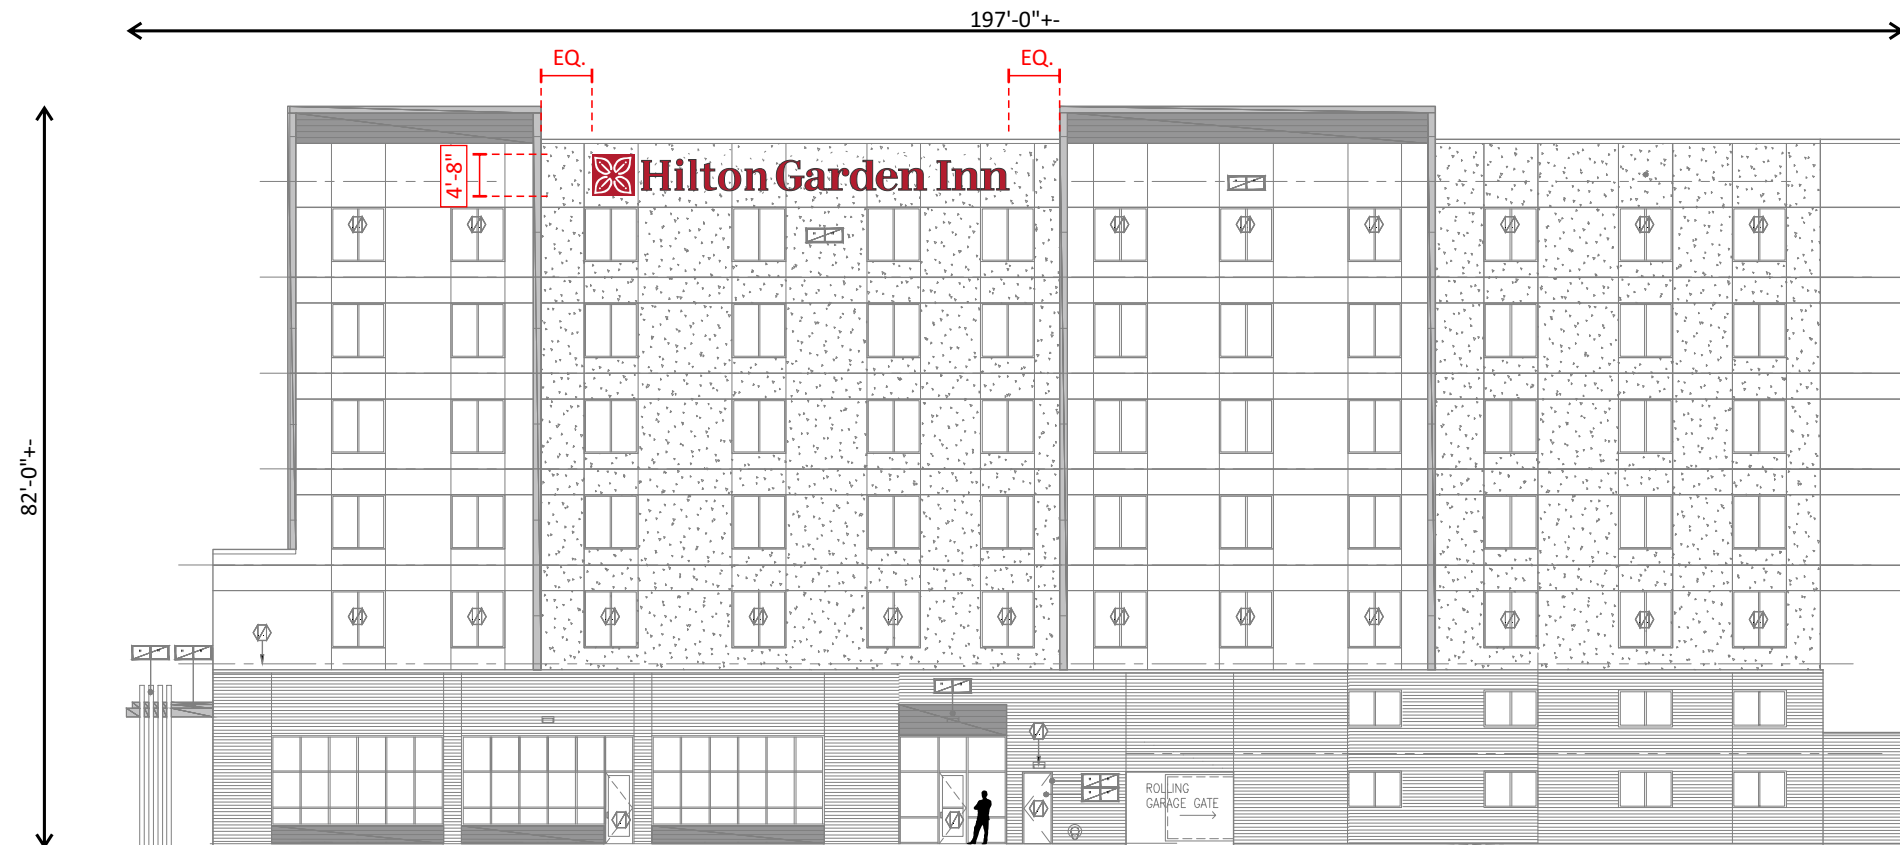 197'-0"+-
EQ.
EQ.
4'-8"
Hilton Garden Inn
82'-0"+-
ROLLING
GARAGE GATE